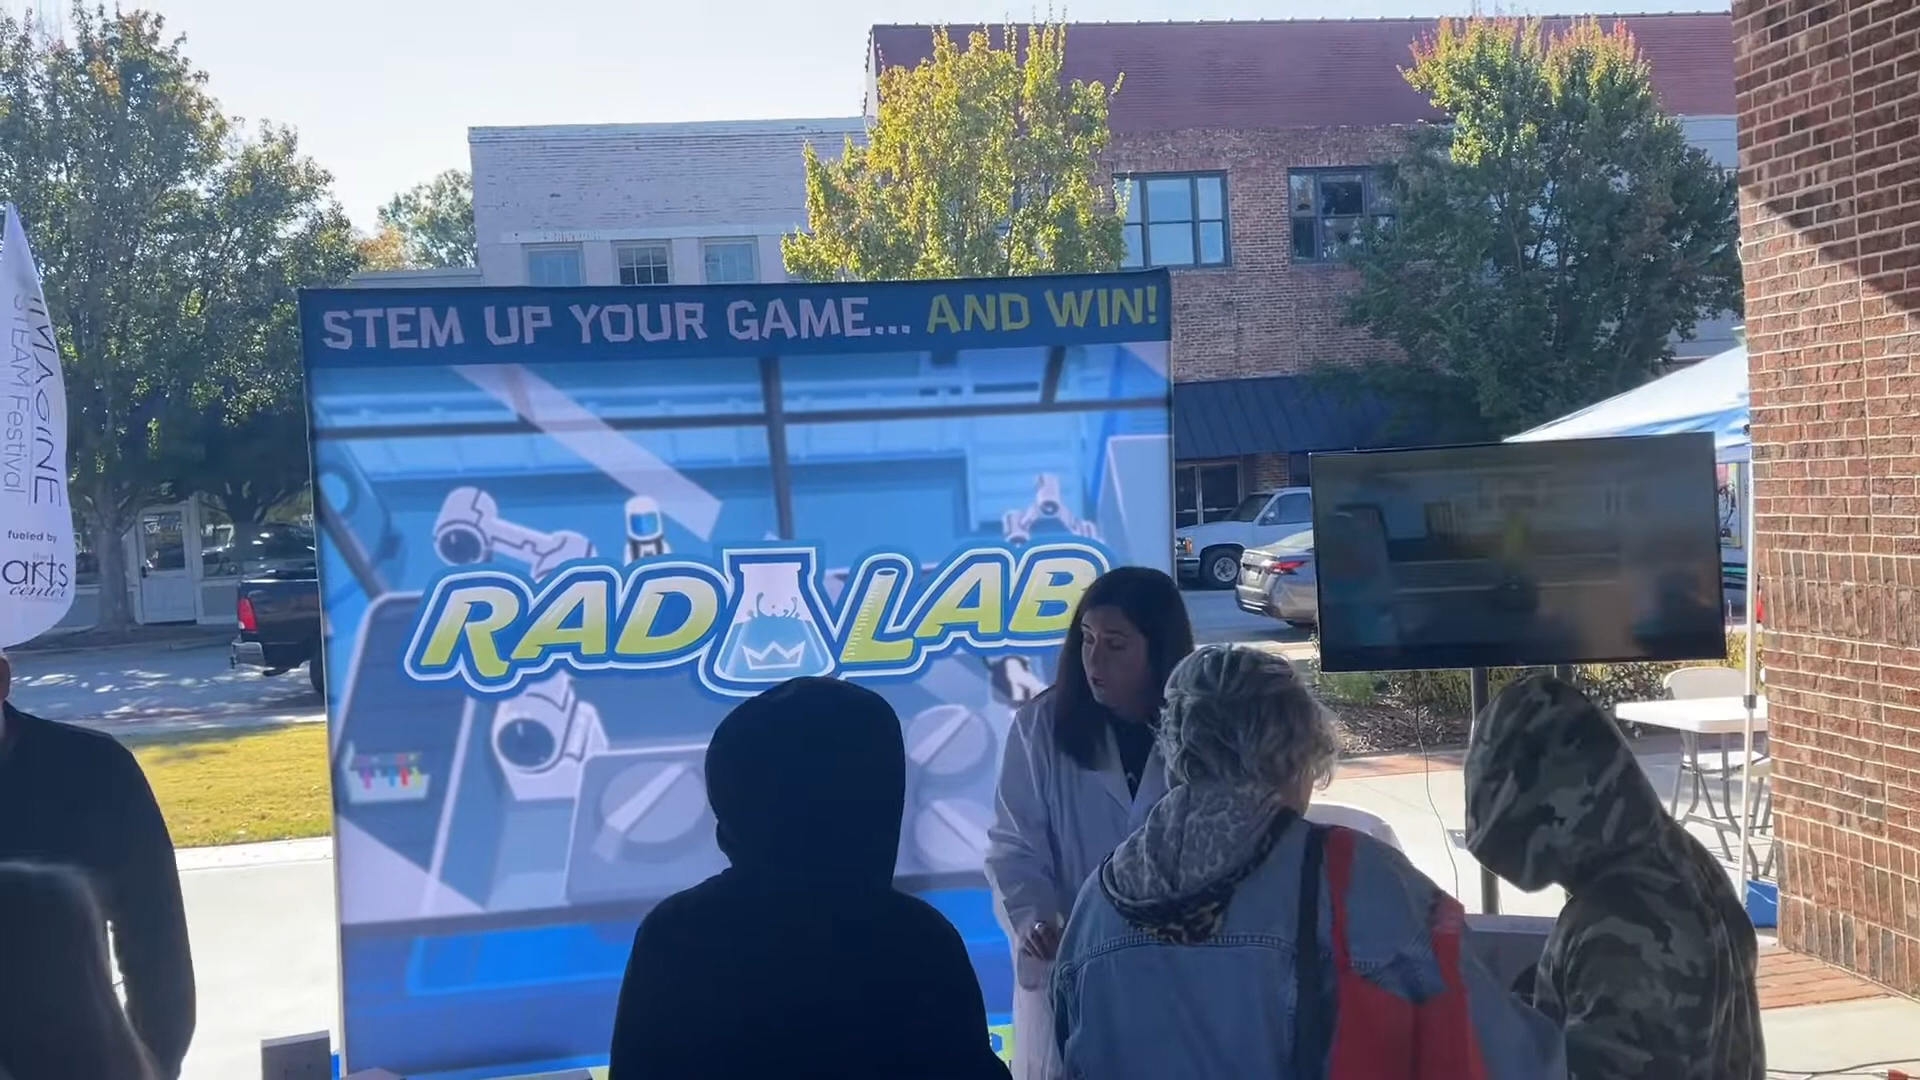 STEM UP YOUR GAME... AND WIN!
RAD LAB
IMAGINE
STEAM Festival
fueled by
the
arts
center